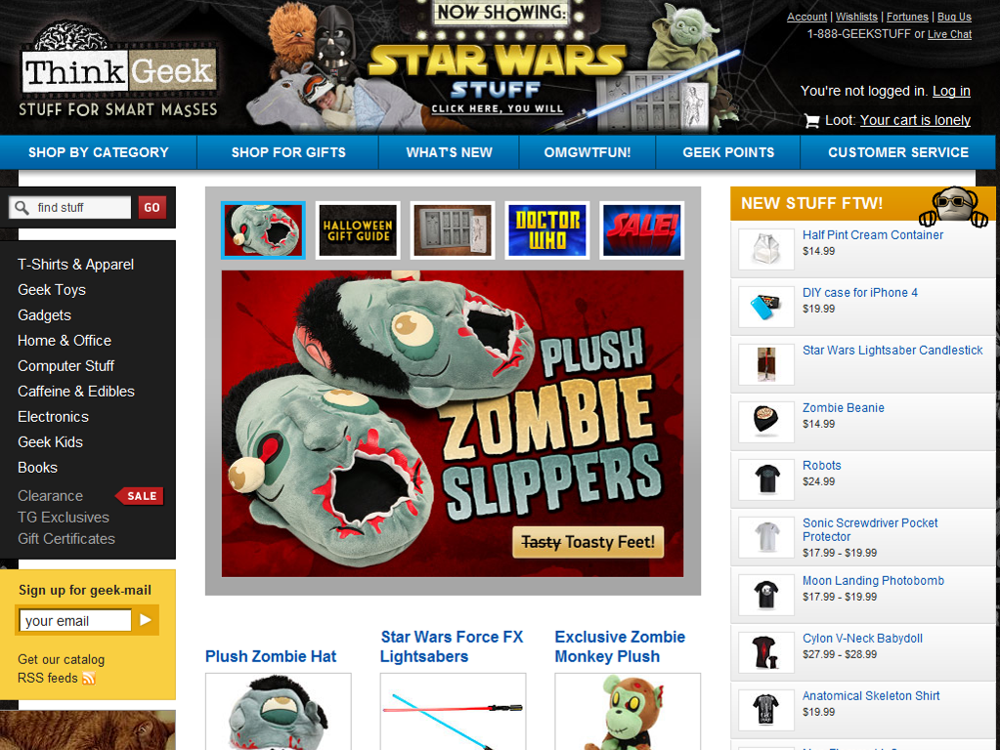 NOW SHOWING:
STAR WARS
STUFF
CLICK HERE, YOU WILL
ThinkGeek
STUFF FOR SMART MASSES
Account | Wishlists | Fortunes | Bug Us
1-888-GEEKSTUFF or Live Chat
You're not logged in. Log in
Loot: Your cart is lonely
SHOP BY CATEGORY
SHOP FOR GIFTS
WHAT'S NEW
OMGWTFUN!
GEEK POINTS
CUSTOMER SERVICE
find stuff
GO
T-Shirts & Apparel
Geek Toys
Gadgets
Home & Office
Computer Stuff
Caffeine & Edibles
Electronics
Geek Kids
Books
Clearance
SALE
TG Exclusives
Gift Certificates
Sign up for geek-mail
your email
Get our catalog
RSS feeds
HALLOWEEN
GIFT GUIDE
DOCTOR
WHO
SALE!
PLUSH
ZOMBIE
SLIPPERS
Tasty Toasty Feet!
Plush Zombie Hat
Star Wars Force FX
Lightsabers
Exclusive Zombie
Monkey Plush
NEW STUFF FTW!
Half Pint Cream Container
$14.99
DIY case for iPhone 4
$19.99
Star Wars Lightsaber Candlestick
Zombie Beanie
$14.99
Robots
$24.99
Sonic Screwdriver Pocket
Protector
$17.99 - $19.99
Moon Landing Photobomb
$17.99 - $19.99
Cylon V-Neck Babydoll
$27.99 - $28.99
Anatomical Skeleton Shirt
$19.99